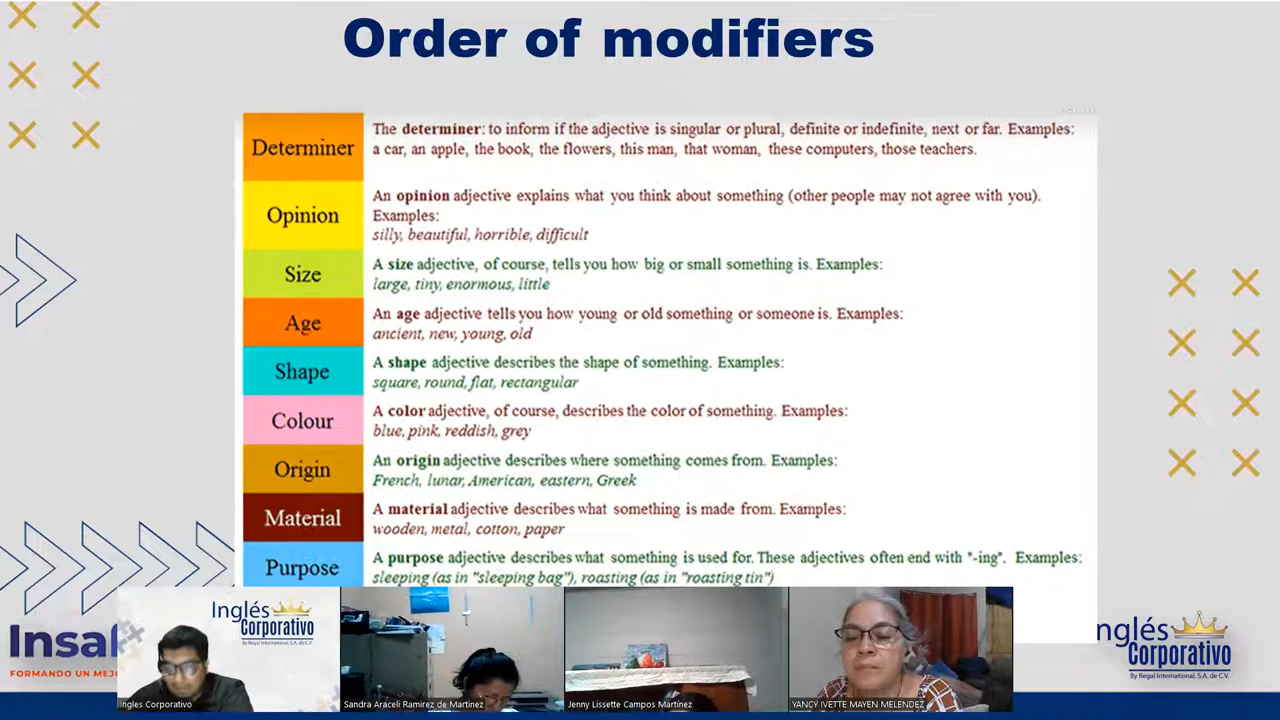 Order of modifiers
Determiner
The determiner: to inform if the adjective is singular or plural, definite or indefinite, next or far. Examples:
a car, an apple, the book, the flowers, this man, that woman, these computers, those teachers.
Opinion
An opinion adjective explains what you think about something (other people may not agree with you).
Examples:
silly, beautiful, horrible, difficult
Size
A size adjective, of course, tells you how big or small something is. Examples:
large, tiny, enormous, little
Age
An age adjective tells you how young or old something or someone is. Examples:
ancient, new, young, old
Shape
A shape adjective describes the shape of something. Examples:
square, round, flat, rectangular
Colour
A color adjective, of course, describes the color of something. Examples:
blue, pink, reddish, grey
Origin
An origin adjective describes where something comes from. Examples:
French, lunar, American, eastern, Greek
Material
A material adjective describes what something is made from. Examples:
wooden, metal, cotton, paper
Purpose
A purpose adjective describes what something is used for. These adjectives often end with "-ing". Examples:
sleeping (as in "sleeping bag"), roasting (as in "roasting tin")
Insaf
FORMANDO UN MEJ
Inglés
Corporativo
By Regal International, S.A. de C.V.
Ingles Corporativo
Sandra Araceli Ramirez de Martinez
Jenny Lissette Campos Martínez
YANCY IVETTE MAYEN MELENDEZ
nglés
Corporativo
By Regal International, S.A. de C.V.